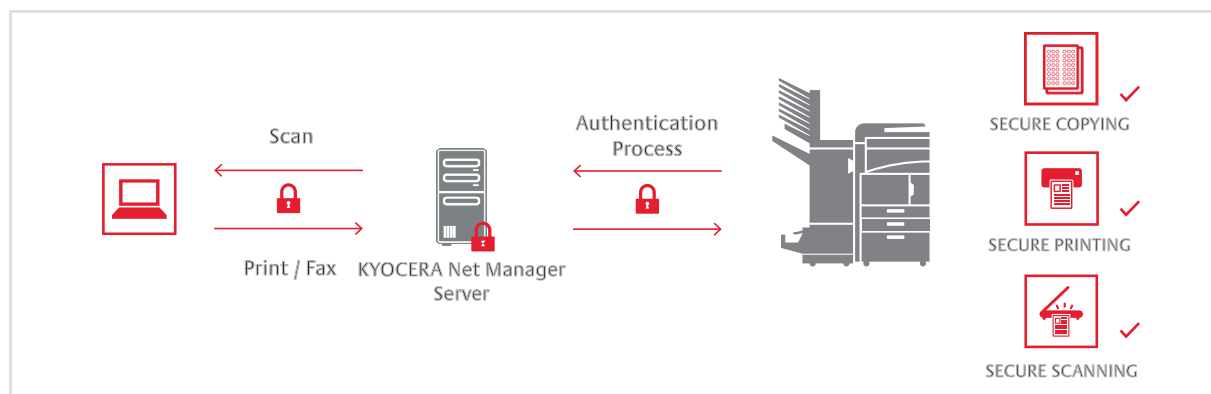 Scan
Print / Fax
KYOCERA Net Manager
Server
Authentication
Process
SECURE COPYING
SECURE PRINTING
SECURE SCANNING